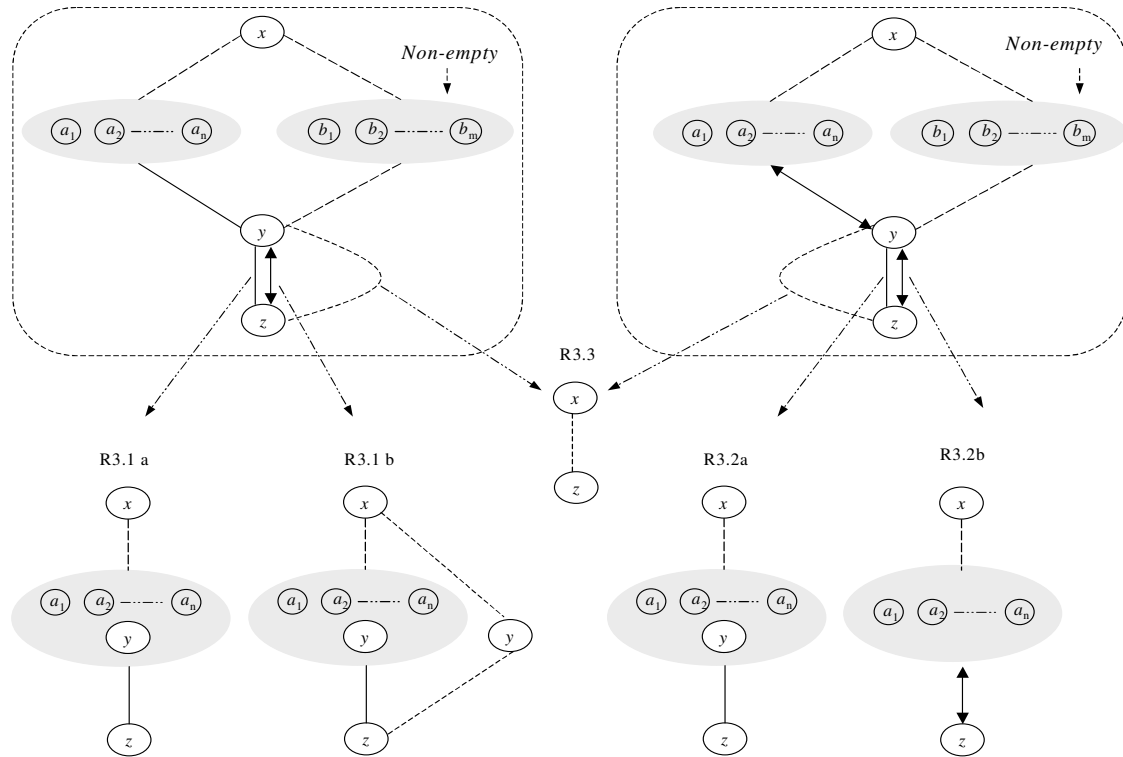 x
Non-empty
a1 a2 an
b1 b2 bm
y
z
x
Non-empty
a1 a2 an
b1 b2 bm
y
z
R3.3
x
z
R3.1 a
x
a1 a2 an
y
z
R3.1 b
x
a1 a2 an
y
y
z
R3.2a
x
a1 a2 an
y
z
R3.2b
x
a1 a2 an
z